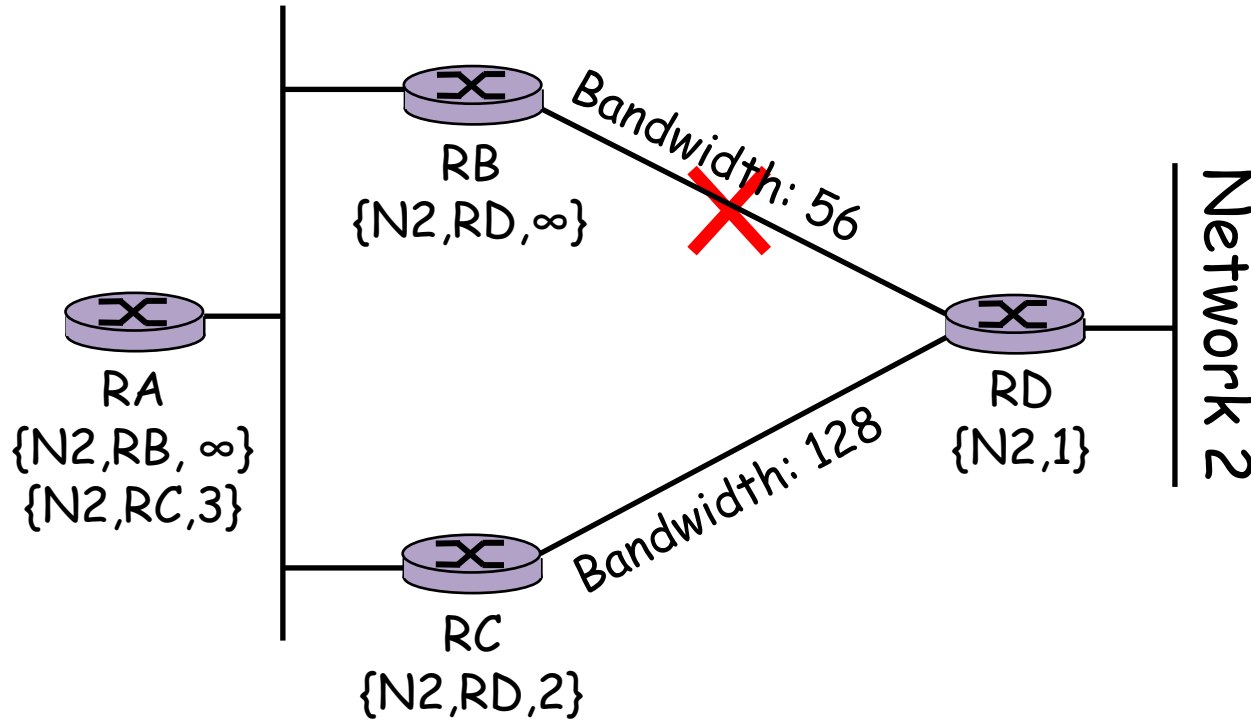 Bandwidth: 56
RB
{N2,RD,∞}
Network 2
RA
{N2,RB, ∞}
{N2,RC,3}
RD
{N2,1}
Bandwidth: 128
RC
{N2,RD,2}